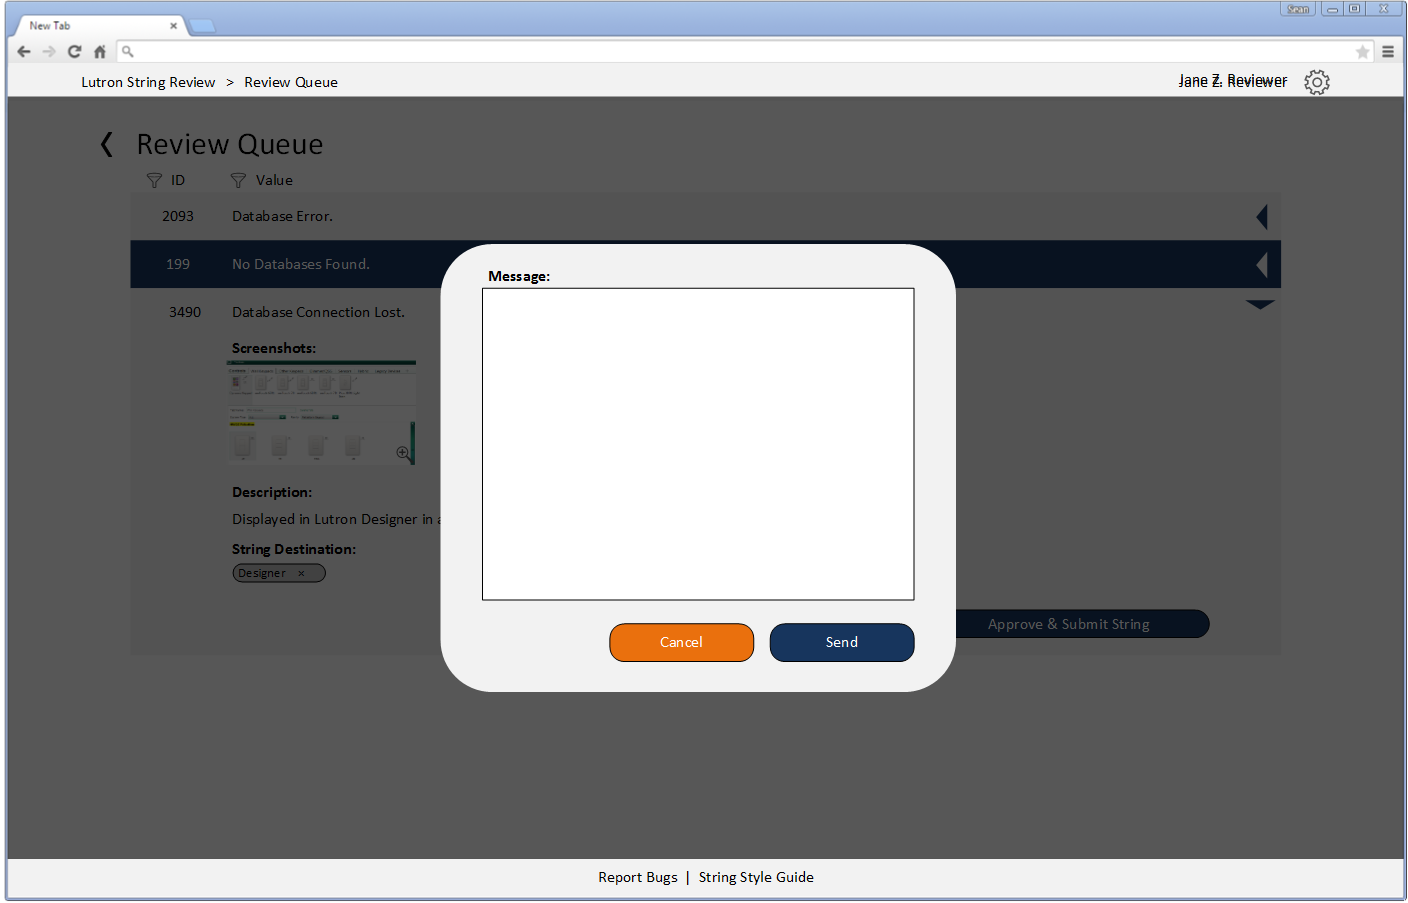 New Tab
Sean
Lutron String Review > Review Queue
Jane Z. Reviewer
Review Queue
ID
Value
2093
Database Error.
199
No Databases Found.
3490
Database Connection Lost.
Screenshots:
Description:
Displayed in Lutron Designer in a
String Destination:
Designer ×
Message:
Cancel
Send
Approve & Submit String
Report Bugs | String Style Guide